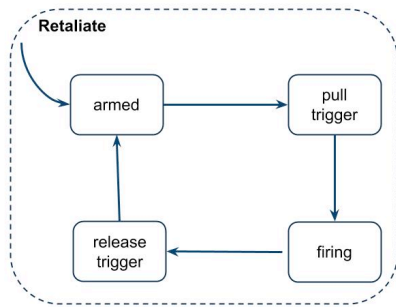 Retaliate
armed
pull
trigger
release
trigger
firing